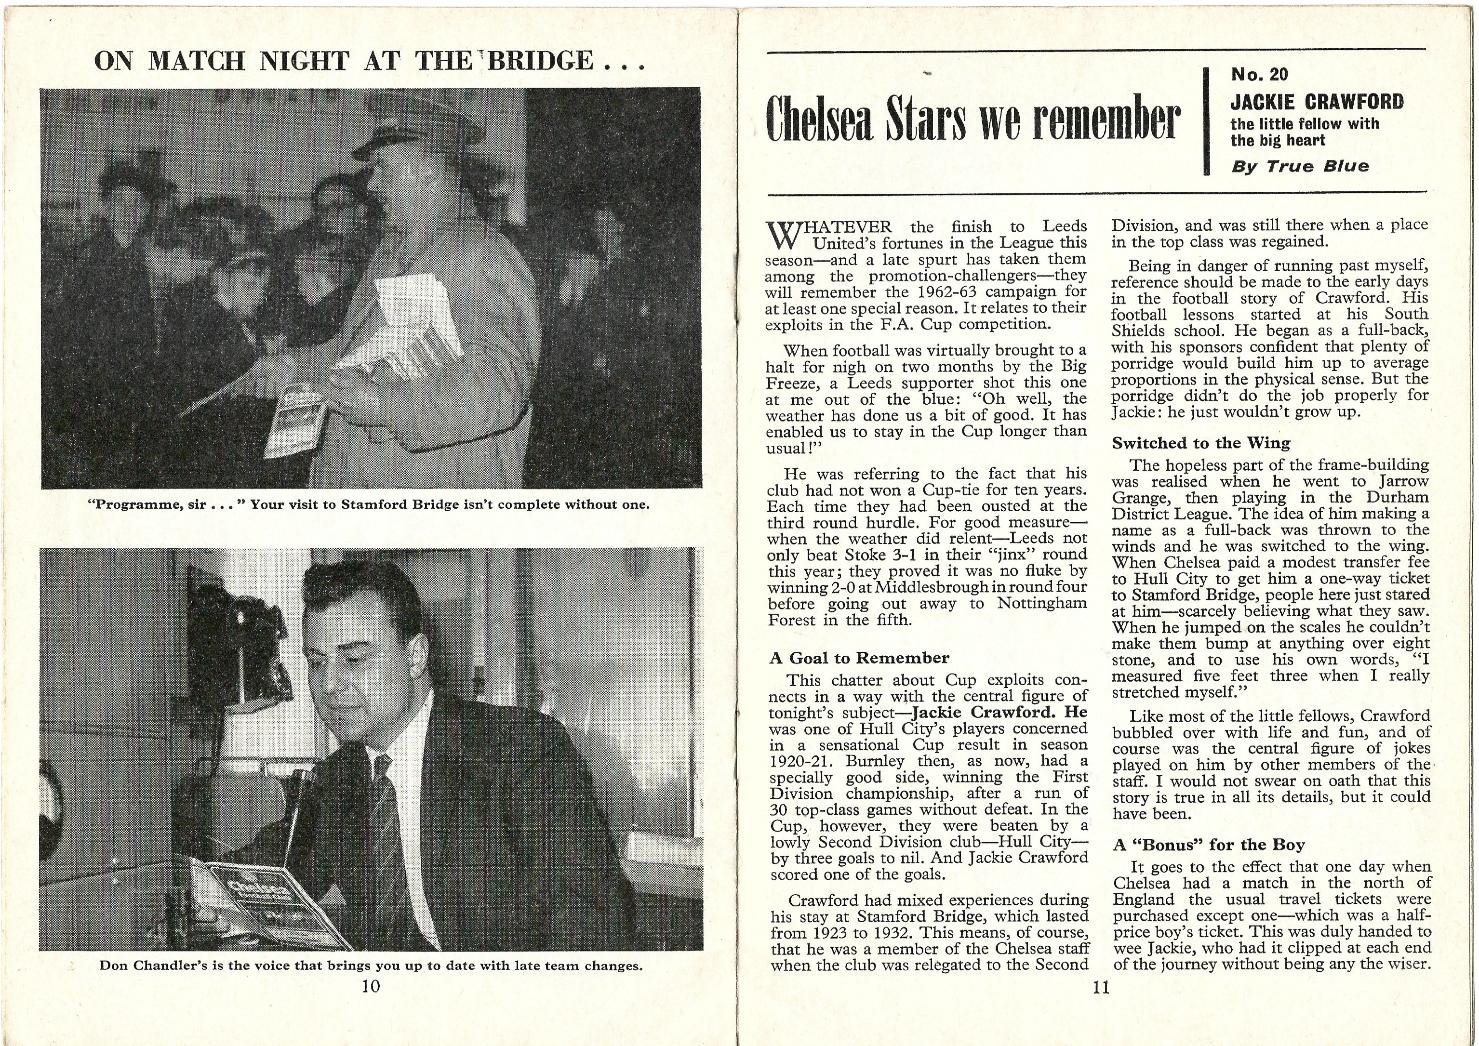 ON MATCH NIGHT AT THE BRIDGE . . .
"Programme, sir . . . " Your visit to Stamford Bridge isn't complete without one.
Chelsea
Don Chandler's is the voice that brings you up to date with late team changes.
10
Chelsea Stars we remember
No. 20
JACKIE CRAWFORD
the little fellow with
the big heart
By True Blue
WHATEVER the finish to Leeds
United's fortunes in the League this
season—and a late spurt has taken them
among the promotion-challengers—they
will remember the 1962-63 campaign for
at least one special reason. It relates to their
exploits in the F.A. Cup competition.
When football was virtually brought to a
halt for nigh on two months by the Big
Freeze, a Leeds supporter shot this one
at me out of the blue: "Oh well, the
weather has done us a bit of good. It has
enabled us to stay in the Cup longer than
usual!"
He was referring to the fact that his
club had not won a Cup-tie for ten years.
Each time they had been ousted at the
third round hurdle. For good measure—
when the weather did relent—Leeds not
only beat Stoke 3-1 in their "jinx" round
this year; they proved it was no fluke by
winning 2-0 at Middlesbrough in round four
before going out away to Nottingham
Forest in the fifth.
A Goal to Remember
This chatter about Cup exploits con-
nects in a way with the central figure of
tonight's subject—Jackie Crawford. He
was one of Hull City's players concerned
in a sensational Cup result in season
1920-21. Burnley then, as now, had a
specially good side, winning the First
Division championship, after a run of
30 top-class games without defeat. In the
Cup, however, they were beaten by a
lowly Second Division club—Hull City—
by three goals to nil. And Jackie Crawford
scored one of the goals.
Crawford had mixed experiences during
his stay at Stamford Bridge, which lasted
from 1923 to 1932. This means, of course,
that he was a member of the Chelsea staff
when the club was relegated to the Second
Division, and was still there when a place
in the top class was regained.
Being in danger of running past myself,
reference should be made to the early days
in the football story of Crawford. His
football lessons started at his South
Shields school. He began as a full-back,
with his sponsors confident that plenty of
porridge would build him up to average
proportions in the physical sense. But the
porridge didn't do the job properly for
Jackie: he just wouldn't grow up.
Switched to the Wing
The hopeless part of the frame-building
was realised when he went to Jarrow
Grange, then playing in the Durham
District League. The idea of him making a
name as a full-back was thrown to the
winds and he was switched to the wing.
When Chelsea paid a modest transfer fee
to Hull City to get him a one-way ticket
to Stamford Bridge, people here just stared
at him—scarcely believing what they saw.
When he jumped on the scales he couldn't
make them bump at anything over eight
stone, and to use his own words, "I
measured five feet three when I really
stretched myself."
Like most of the little fellows, Crawford
bubbled over with life and fun, and of
course was the central figure of jokes
played on him by other members of the
staff. I would not swear on oath that this
story is true in all its details, but it could
have been.
A "Bonus" for the Boy
It goes to the effect that one day when
Chelsea had a match in the north of
England the usual travel tickets were
purchased except one—which was a half-
price boy's ticket. This was duly handed to
wee Jackie, who had it clipped at each end
of the journey without being any the wiser.
11